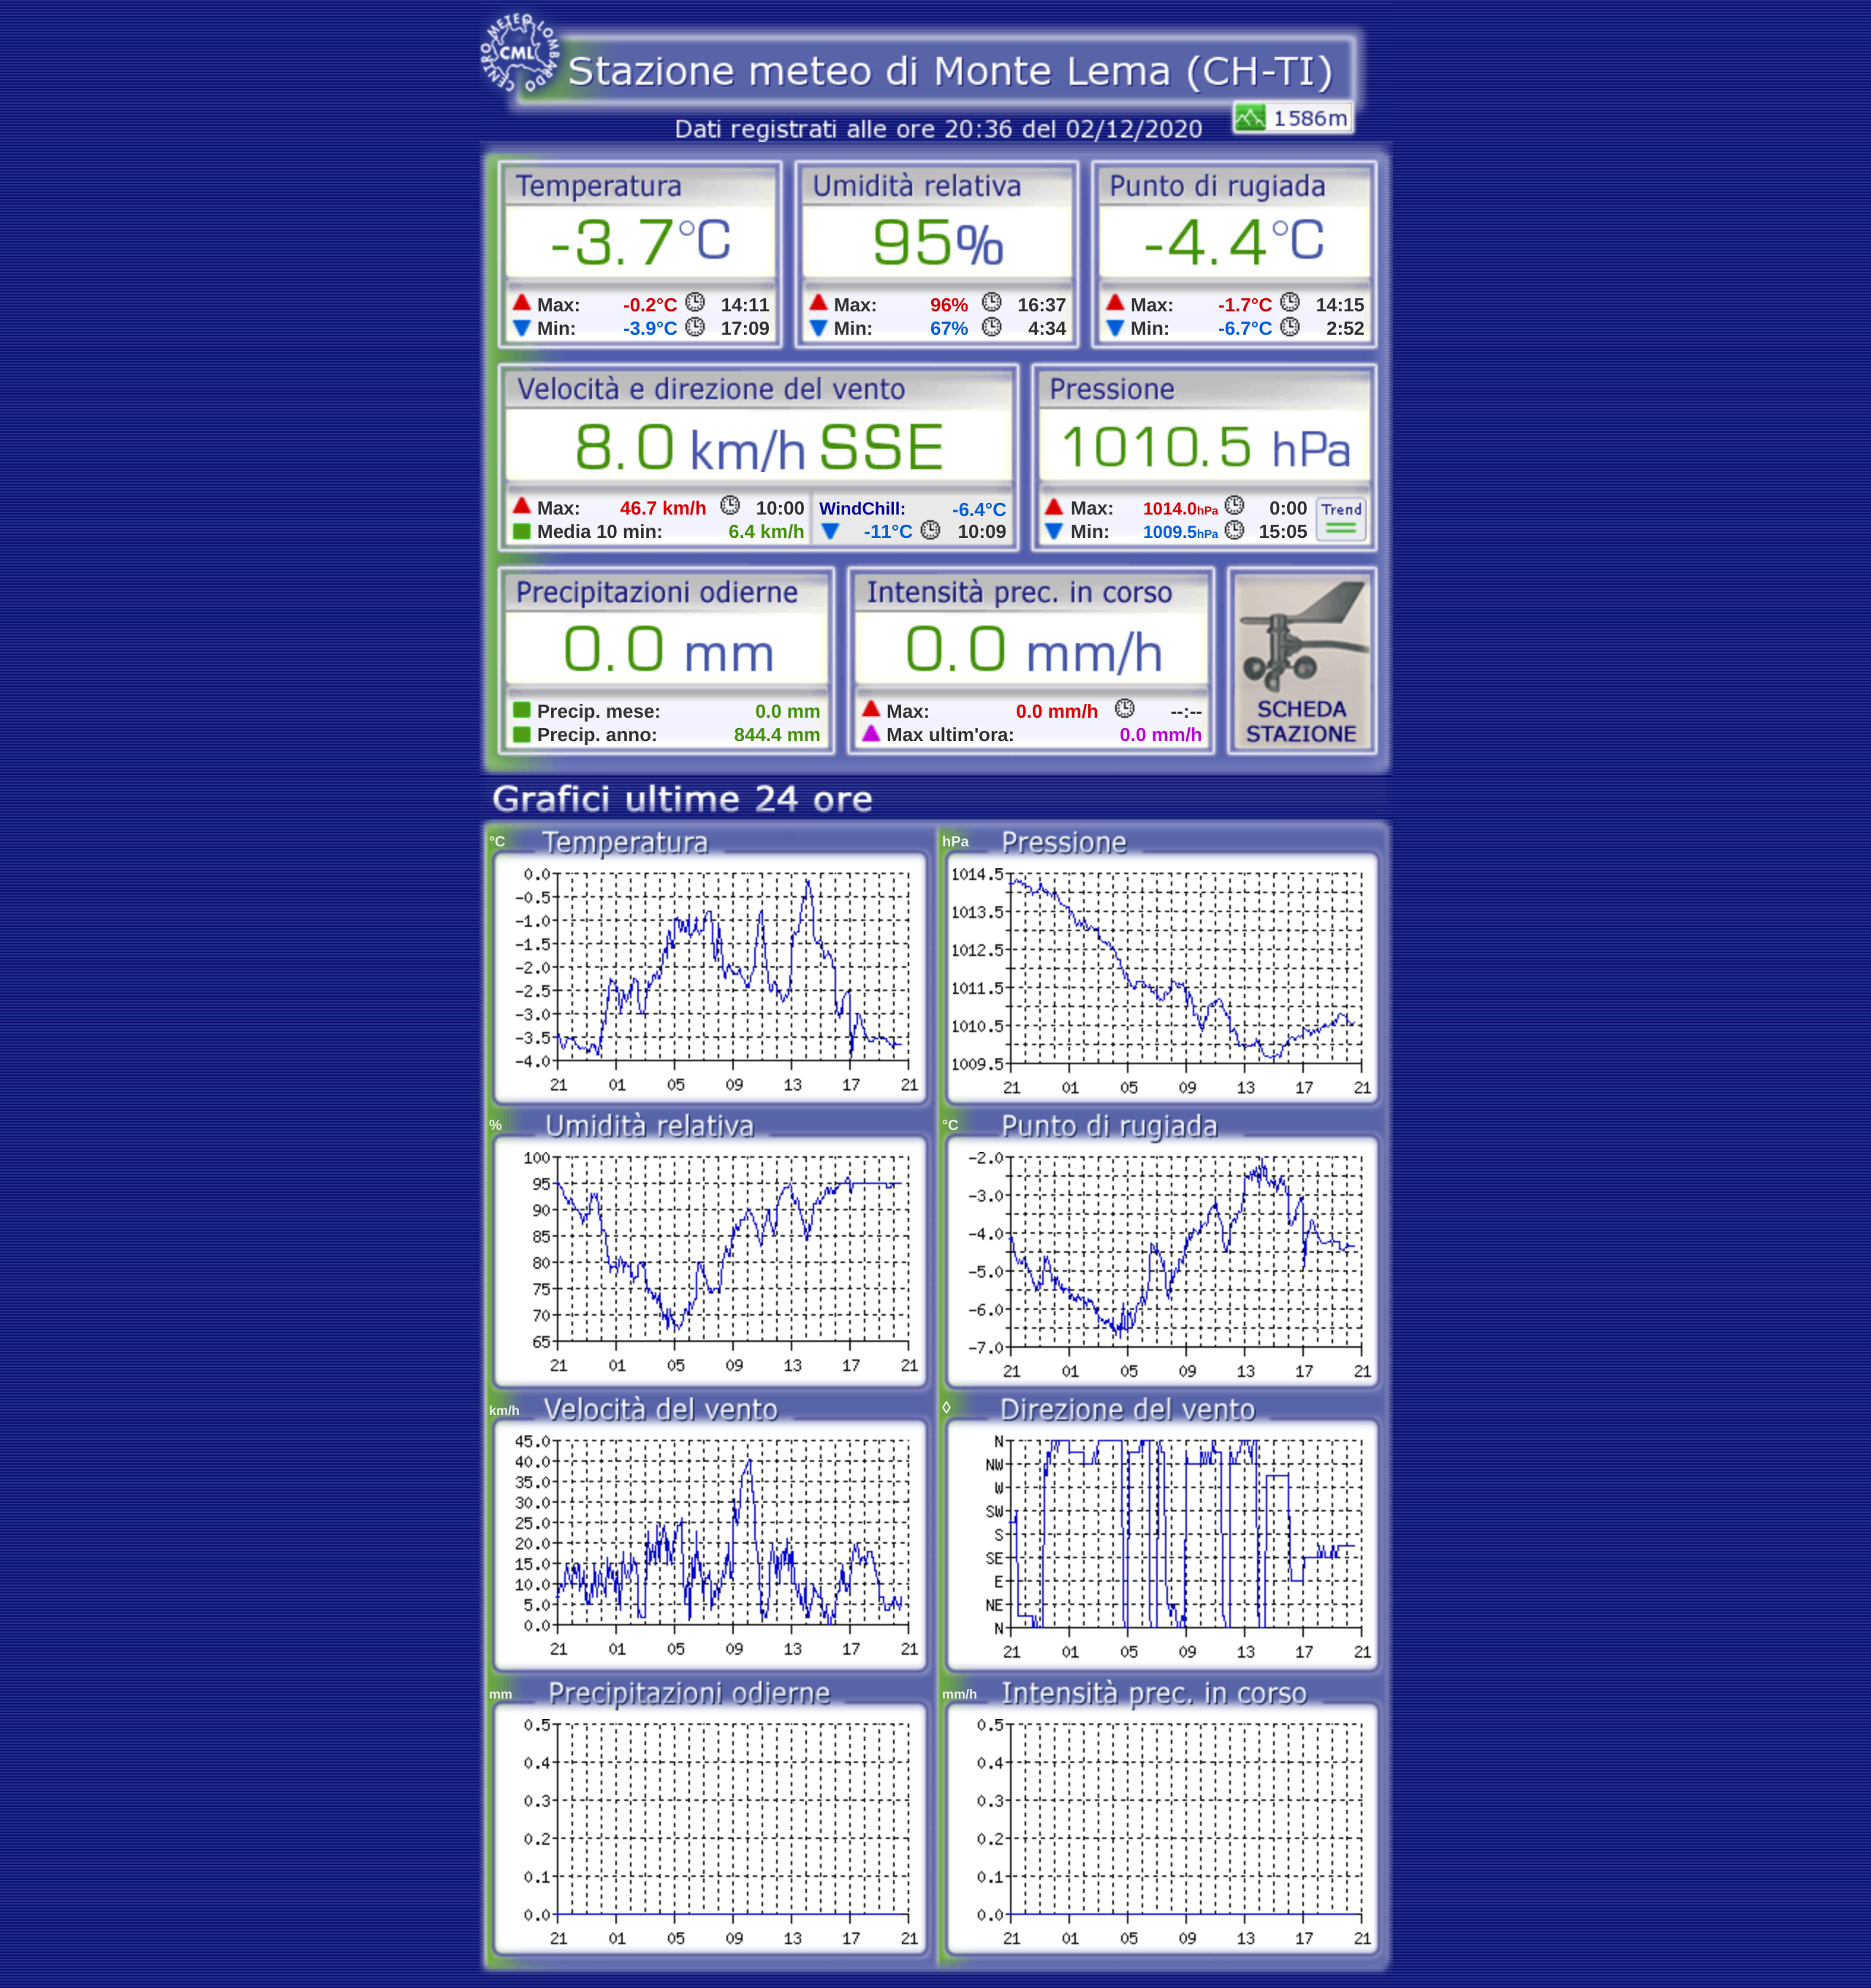 CENTRO METEO LOMBARDO
CML
Stazione meteo di Monte Lema (CH-TI)
1586m
Dati registrati alle ore 20:36 del 02/12/2020
Temperatura Umidità relativa Punto di rugiada
-3.7°C 95% -4.4°C
Max: -0.2°C 14:11 Max: 96% 16:37 Max: -1.7°C 14:15
Min: -3.9°C 17:09 Min: 67% 4:34 Min: -6.7°C 2:52
Velocità e direzione del vento Pressione
8.0 km/h SSE 1010.5 hPa
Max: 46.7 km/h 10:00 WindChill: -6.4°C Max: 1014.0hPa 0:00 Trend
Media 10 min: 6.4 km/h -11°C 10:09 Min: 1009.5hPa 15:05
Precipitazioni odierne Intensità prec. in corso
0.0 mm 0.0 mm/h
Precip. mese: 0.0 mm Max: 0.0 mm/h --:-- SCHEDA
Precip. anno: 844.4 mm Max ultim'ora: 0.0 mm/h STAZIONE
Grafici ultime 24 ore
°C Temperatura
0.0
-0.5
-1.0
-1.5
-2.0
-2.5
-3.0
-3.5
-4.0
21 01 05 09 13 17 21
hPa Pressione
1014.5
1013.5
1012.5
1011.5
1010.5
1009.5
21 01 05 09 13 17 21
% Umidità relativa
100
95
90
85
80
75
70
65
21 01 05 09 13 17 21
°C Punto di rugiada
-2.0
-3.0
-4.0
-5.0
-6.0
-7.0
21 01 05 09 13 17 21
km/h Velocità del vento
45.0
40.0
35.0
30.0
25.0
20.0
15.0
10.0
5.0
0.0
21 01 05 09 13 17 21
◊ Direzione del vento
N
NW
W
SW
S
SE
E
NE
N
21 01 05 09 13 17 21
mm Precipitazioni odierne
0.5
0.4
0.3
0.2
0.1
0.0
21 01 05 09 13 17 21
mm/h Intensità prec. in corso
0.5
0.4
0.3
0.2
0.1
0.0
21 01 05 09 13 17 21